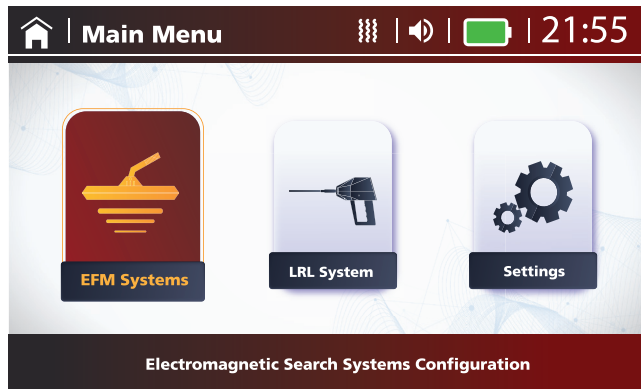 Main Menu
21:55
EFM Systems
LRL System
Settings
Electromagnetic Search Systems Configuration